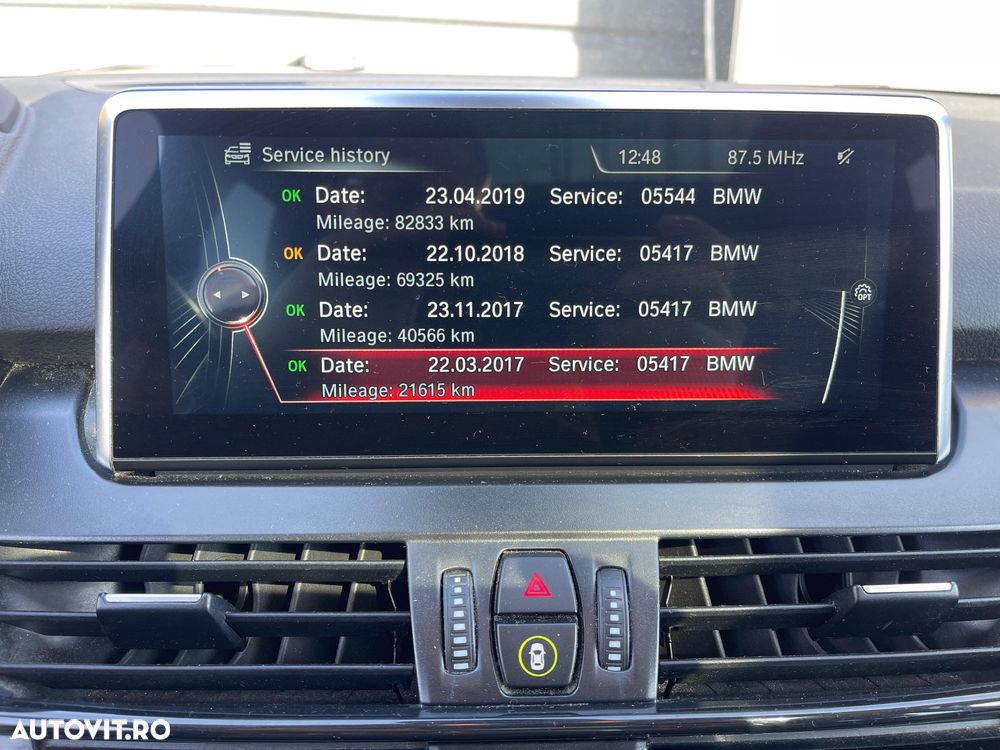 Service history 12:48 87.5 MHz
OK Date: 23.04.2019 Service: 05544 BMW
Mileage: 82833 km
OK Date: 22.10.2018 Service: 05417 BMW
Mileage: 69325 km
OK Date: 23.11.2017 Service: 05417 BMW
Mileage: 40566 km
OK Date: 22.03.2017 Service: 05417 BMW
Mileage: 21615 km
OPT
AUTOVIT.RO